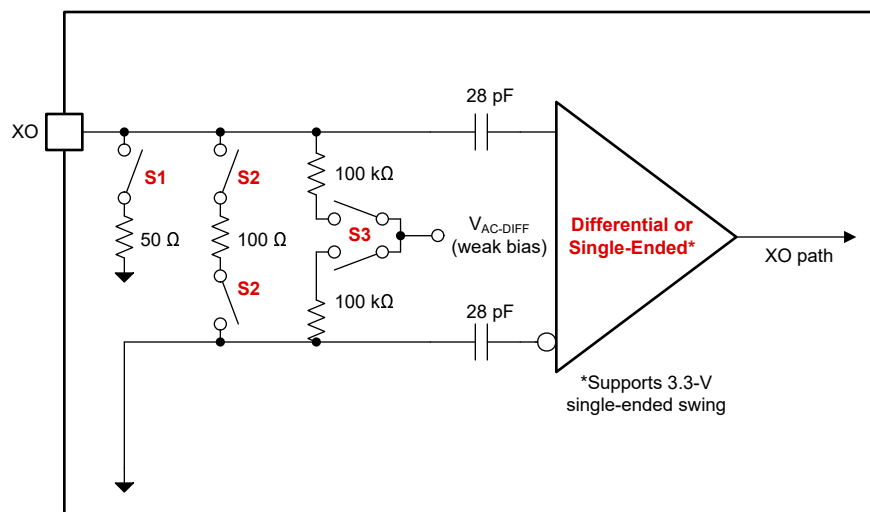 XO
S1
50 Ω
S2
100 Ω
S2
100 kΩ
S3
100 kΩ
V_AC-DIFF
(weak bias)
28 pF
28 pF
Differential or
Single-Ended*
XO path
*Supports 3.3-V
single-ended swing